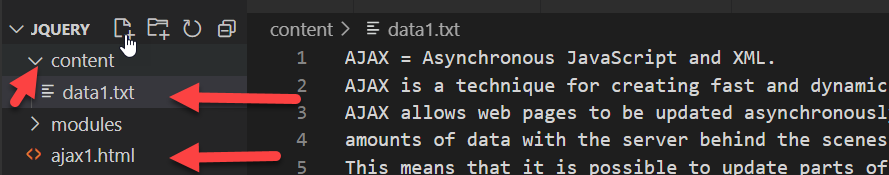 JQUERY
content
data1.txt
modules
ajax1.html
content > data1.txt
1 AJAX = Asynchronous JavaScript and XML.
2 AJAX is a technique for creating fast and dynamic
3 AJAX allows web pages to be updated asynchronously
4 amounts of data with the server behind the scenes
5 This means that it is possible to update parts of